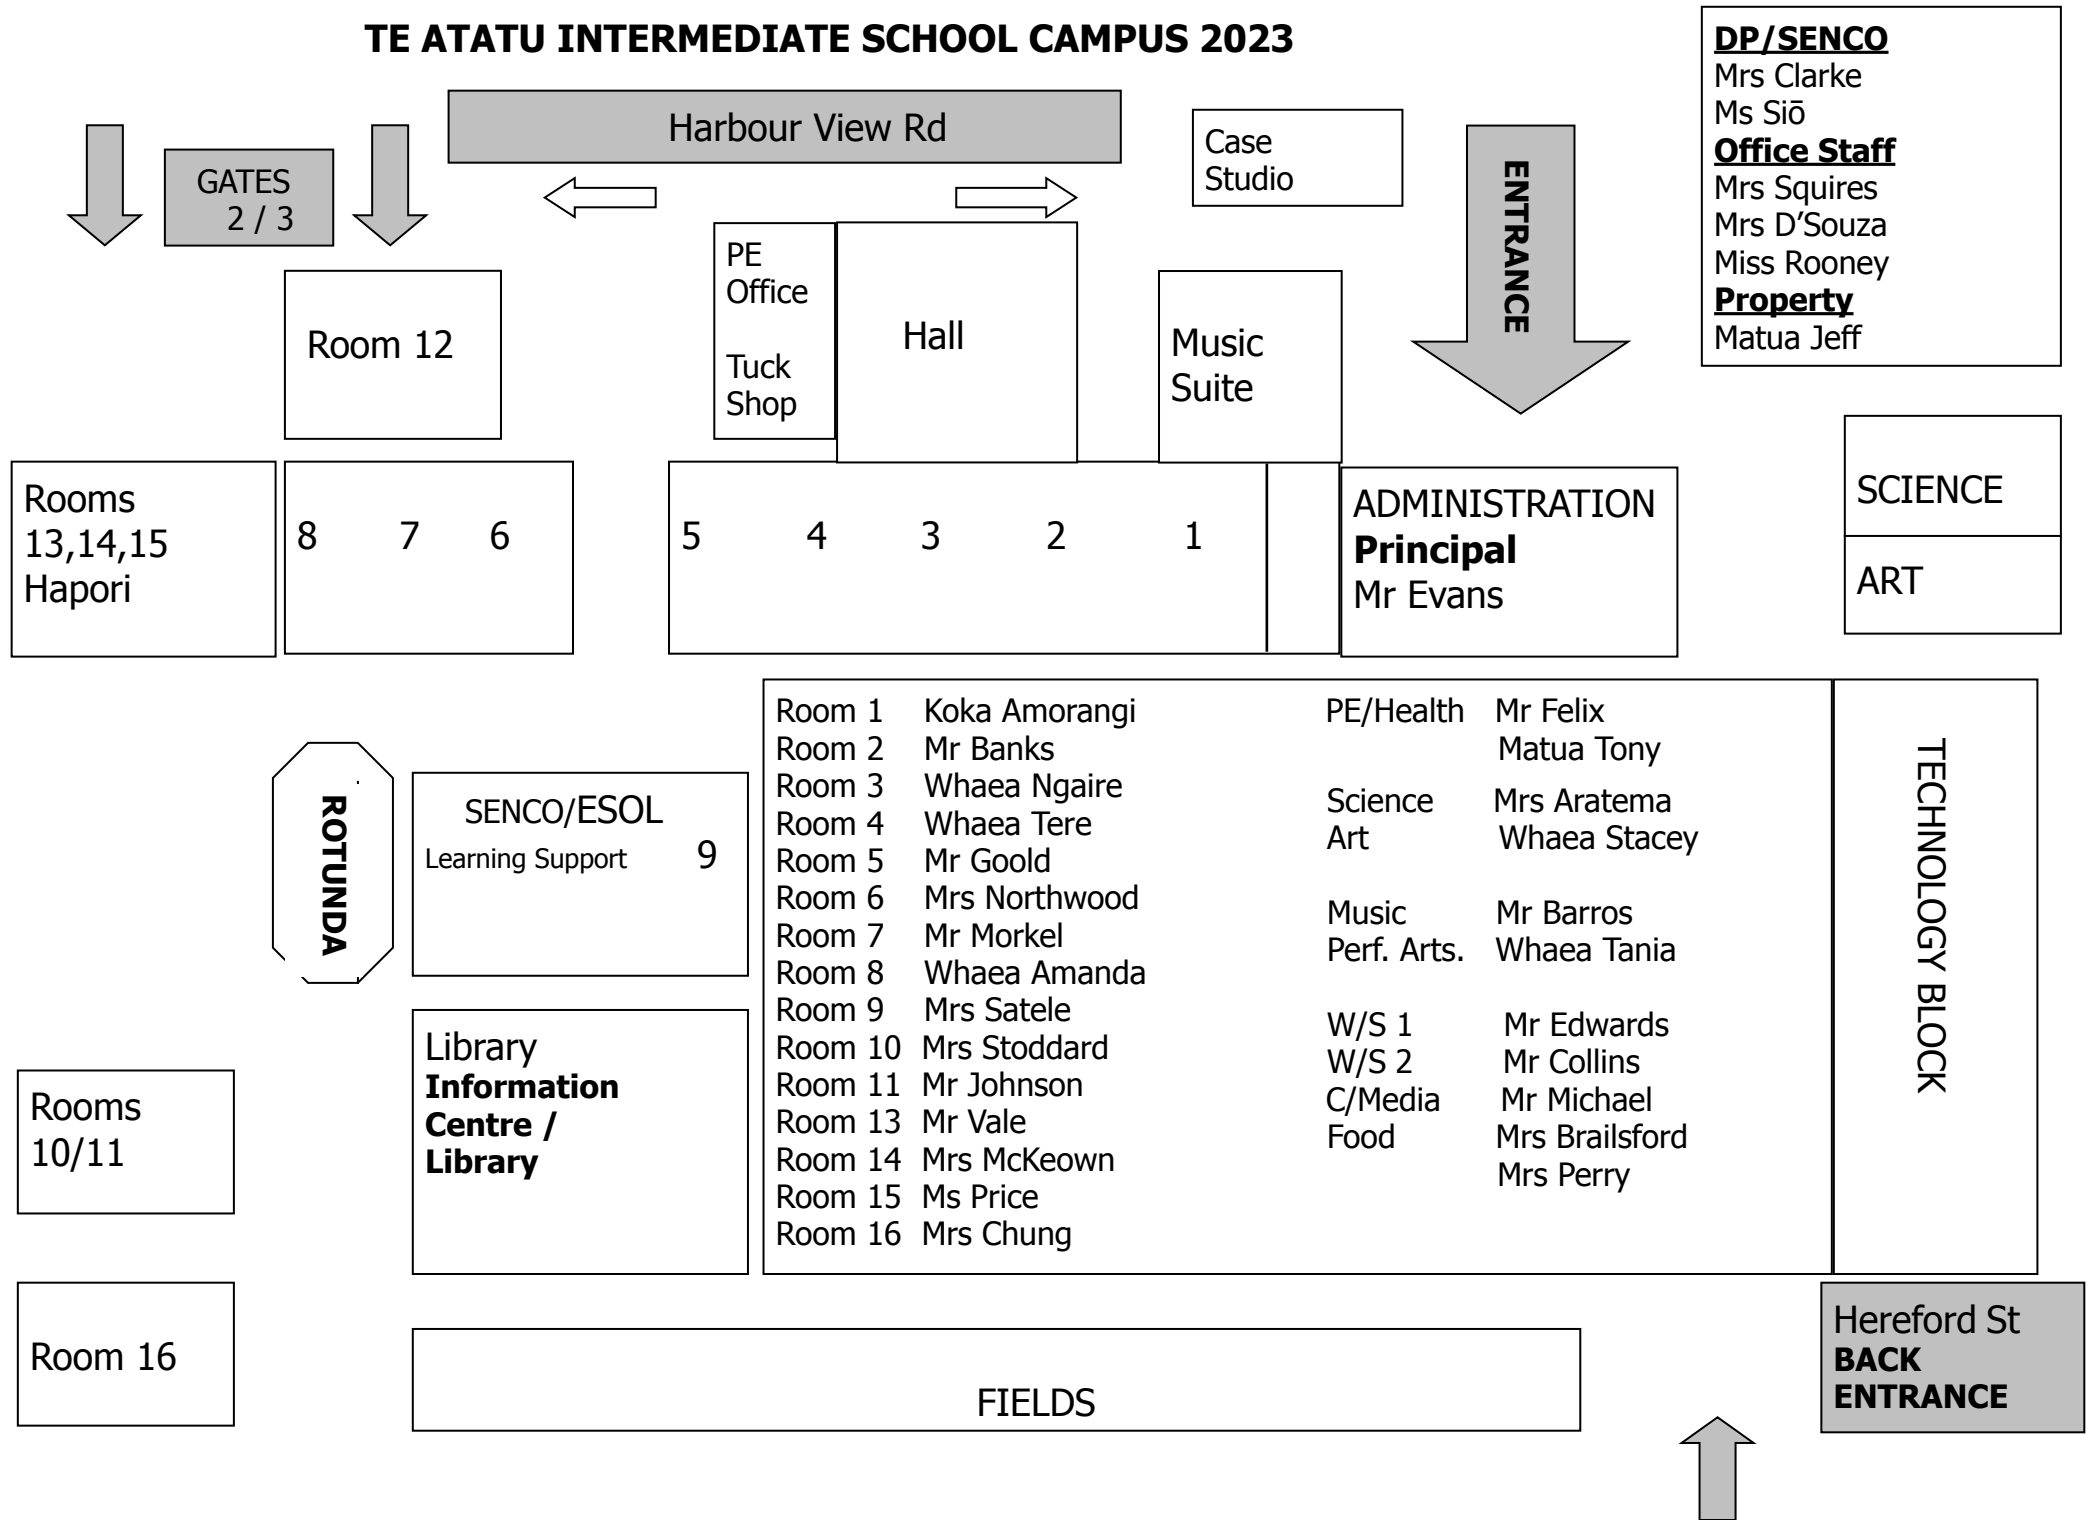 TE ATATU INTERMEDIATE SCHOOL CAMPUS 2023
DP/SENCO
Mrs Clarke
Ms Siō
Office Staff
Mrs Squires
Mrs D’Souza
Miss Rooney
Property
Matua Jeff
Harbour View Rd
Case
Studio
ENTRANCE
GATES
2 / 3
PE
Office
Tuck
Shop
Hall
Music
Suite
Room 12
Rooms
13,14,15
Hapori
8 7 6
5 4 3 2 1
ADMINISTRATION
Principal
Mr Evans
SCIENCE
ART
ROTUNDA
SENCO/ESOL
Learning Support 9
Library
Information
Centre /
Library
Rooms
10/11
Room 16
Room 1 Koka Amorangi
Room 2 Mr Banks
Room 3 Whaea Ngaire
Room 4 Whaea Tere
Room 5 Mr Goold
Room 6 Mrs Northwood
Room 7 Mr Morkel
Room 8 Whaea Amanda
Room 9 Mrs Satele
Room 10 Mrs Stoddard
Room 11 Mr Johnson
Room 13 Mr Vale
Room 14 Mrs McKeown
Room 15 Ms Price
Room 16 Mrs Chung
PE/Health Mr Felix
Matua Tony
Science Mrs Aratema
Art Whaea Stacey
Music Mr Barros
Perf. Arts. Whaea Tania
W/S 1 Mr Edwards
W/S 2 Mr Collins
C/Media Mr Michael
Food Mrs Brailsford
Mrs Perry
TECHNOLOGY BLOCK
Hereford St
BACK
ENTRANCE
FIELDS